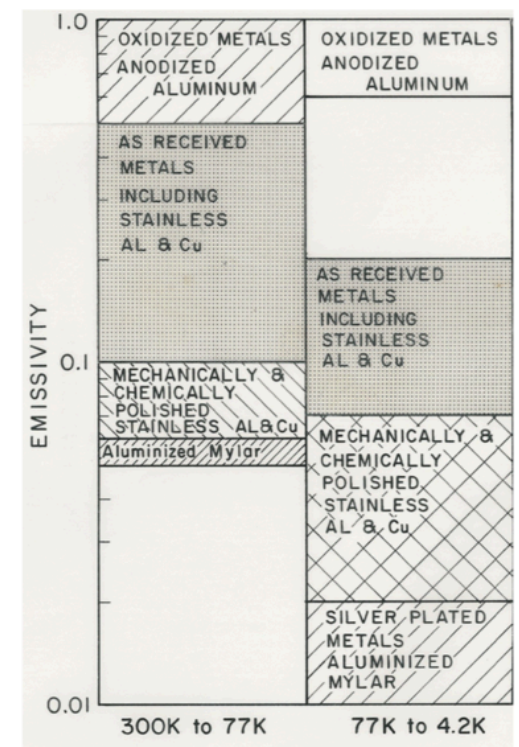 1.0
OXIDIZED METALS
ANODIZED
ALUMINUM
AS RECEIVED
METALS
INCLUDING
STAINLESS
AL & Cu
MECHANICALLY &
CHEMICALLY
POLISHED
STAINLESS AL&Cu
Aluminized Mylar
OXIDIZED METALS
ANODIZED
ALUMINUM
AS RECEIVED
METALS
INCLUDING
STAINLESS
AL & Cu
MECHANICALLY &
CHEMICALLY
POLISHED
STAINLESS
AL & Cu
SILVER PLATED
METALS
ALUMINIZED
MYLAR
EMISSIVITY
0.1
0.01
300K to 77K
77K to 4.2K